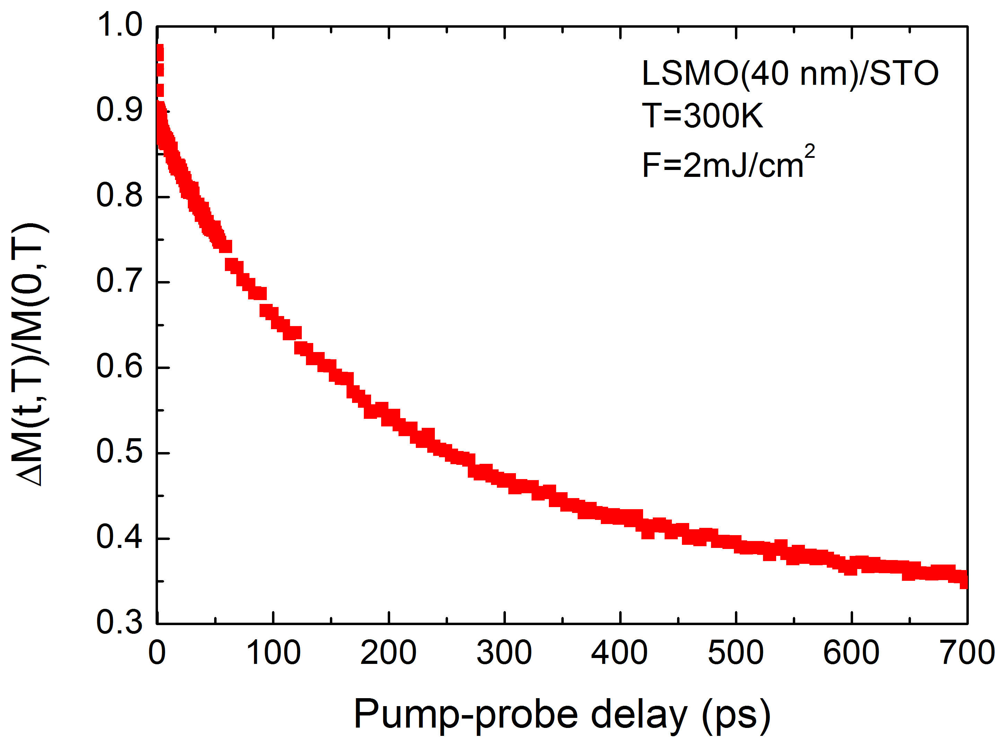 1.0
0.9
0.8
0.7
0.6
0.5
0.4
0.3
ΔM(t,T)/M(0,T)
LSMO(40 nm)/STO
T=300K
F=2mJ/cm²
0 100 200 300 400 500 600 700
Pump-probe delay (ps)